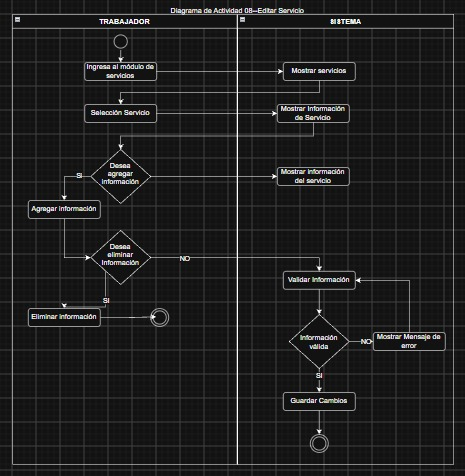 Diagrama de Actividad 08--Editar Servicio
TRABAJADOR
SISTEMA
Ingresa al módulo de
servicios
Mostrar servicios
Selección Servicio
Mostrar Información
de Servicio
Desea
agregar
Información
SI
Mostrar Información
del servicio
Agregar información
Desea
eliminar
Información
NO
Validar Información
SI
Eliminar información
Información
válida
NO
Mostrar Mensaje de
error
SI
Guardar Cambios